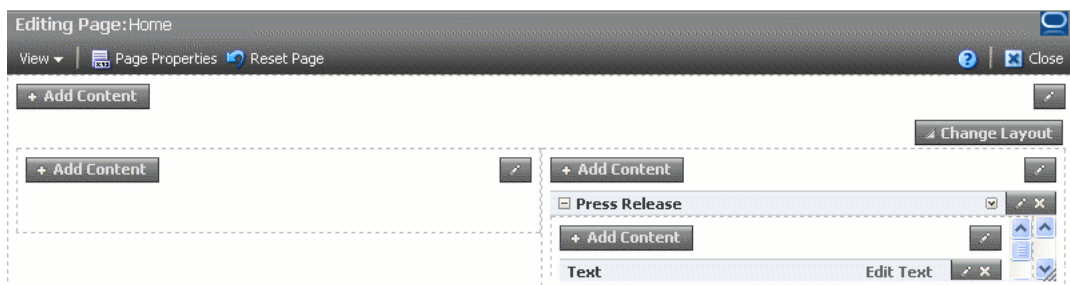 Editing Page:Home
View Page Properties Reset Page ? Close
+ Add Content
Change Layout
+ Add Content
+ Add Content
Press Release
+ Add Content
Text Edit Text